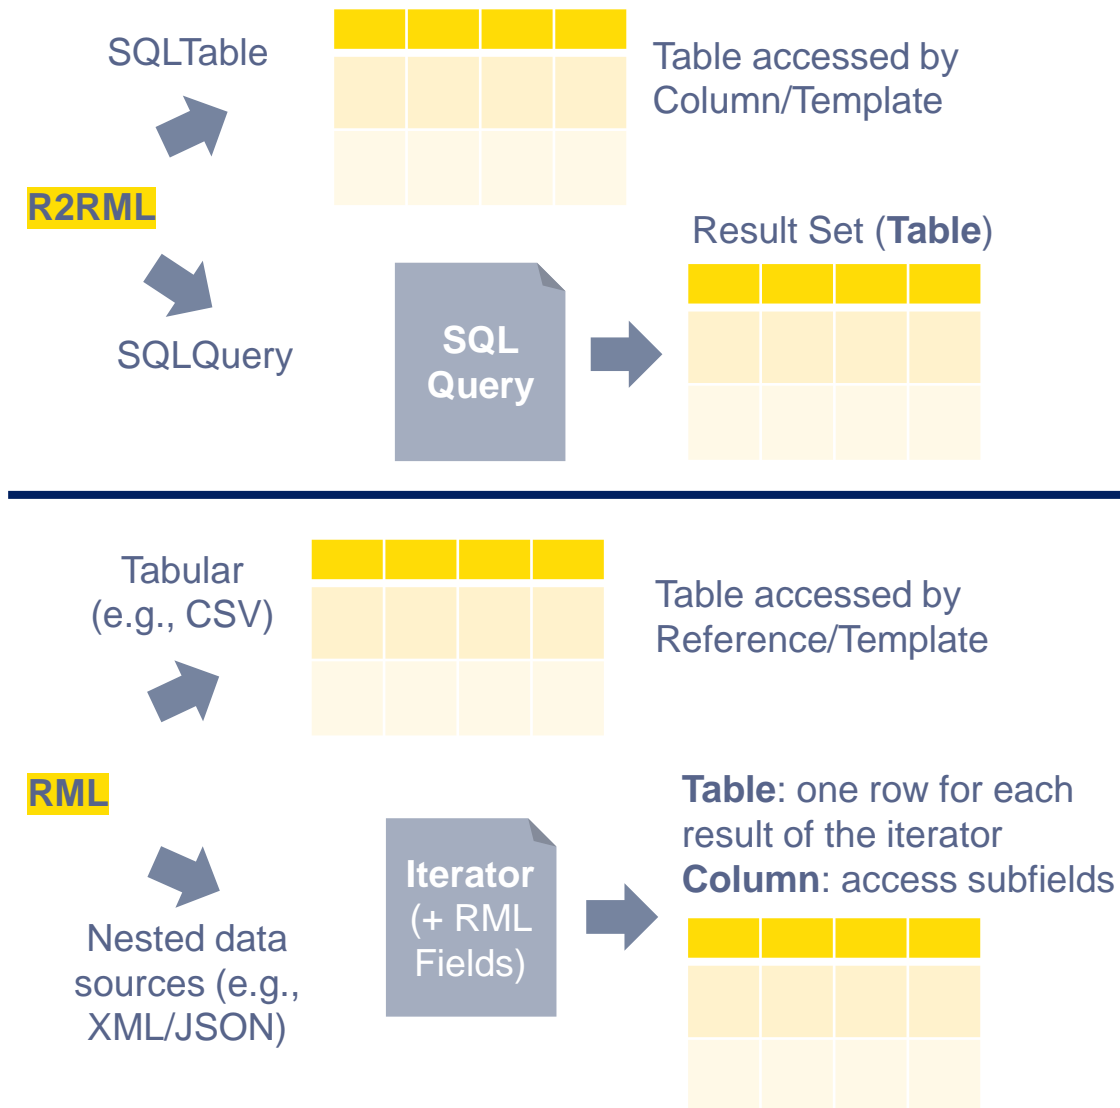 SQLTable
Table accessed by
Column/Template
R2RML
Result Set (Table)
SQLQuery
SQL
Query
Tabular
(e.g., CSV)
Table accessed by
Reference/Template
RML
Table: one row for each
result of the iterator
Column: access subfields
Iterator
(+ RML
Fields)
Nested data
sources (e.g.,
XML/JSON)